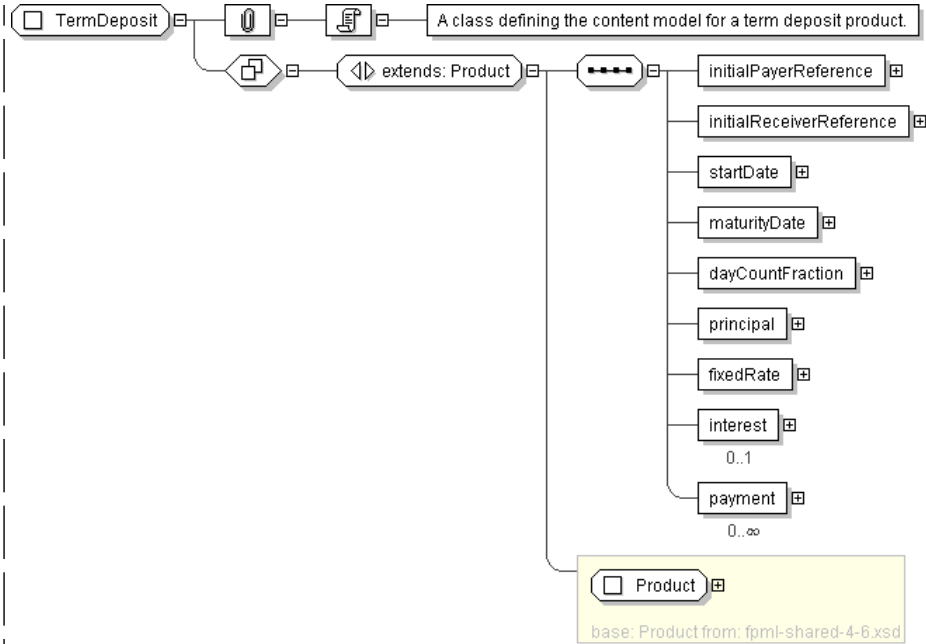 TermDeposit
A class defining the content model for a term deposit product.
extends: Product
initialPayerReference
initialReceiverReference
startDate
maturityDate
dayCountFraction
principal
fixedRate
interest
0..1
payment
0..∞
Product
base: Product from: fpml-shared-4-6.xsd